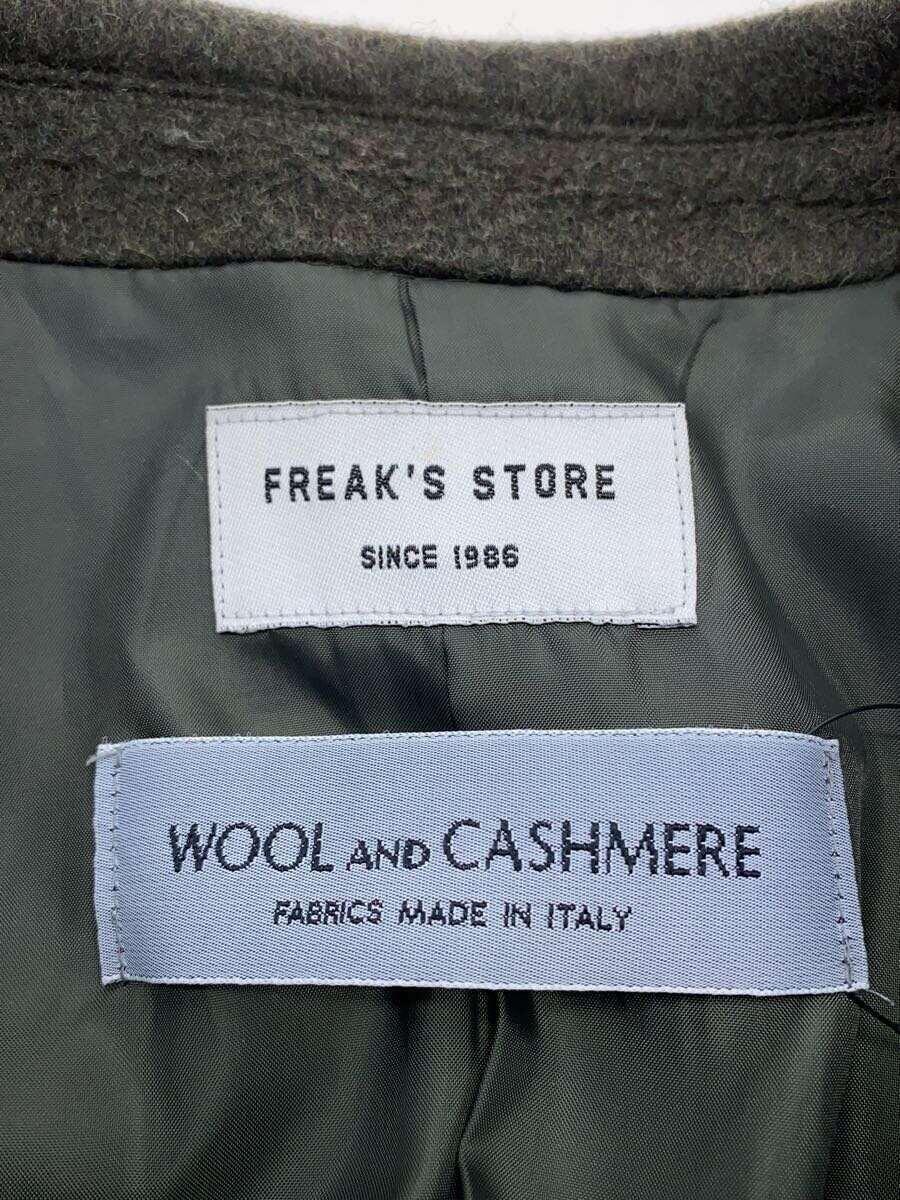 FREAK'S STORE
SINCE 1986
WOOL AND CASHMERE
FABRICS MADE IN ITALY